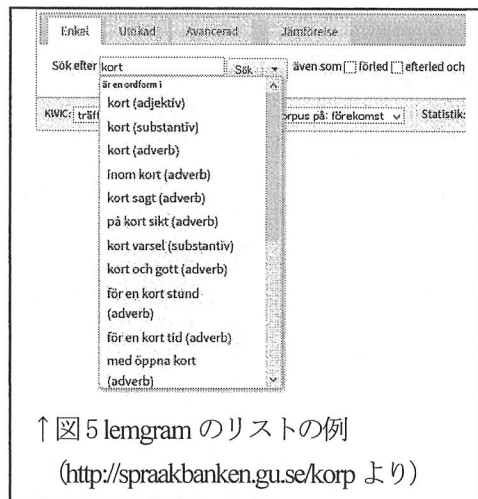 Enkel Utökad Avancerad Jämförelse
Sök efter kort Sök även som förled efterled och
är en ordform i
kort (adjektiv)
KWIC: träff orpus på: förekomst Statistik:
kort (substantiv)
kort (adverb)
inom kort (adverb)
kort sagt (adverb)
på kort sikt (adverb)
kort varsel (substantiv)
kort och gott (adverb)
för en kort stund
(adverb)
för en kort tid (adverb)
med öppna kort
(adverb)
↑図5 lemgram のリストの例
(http://spraakbanken.gu.se/korp より)